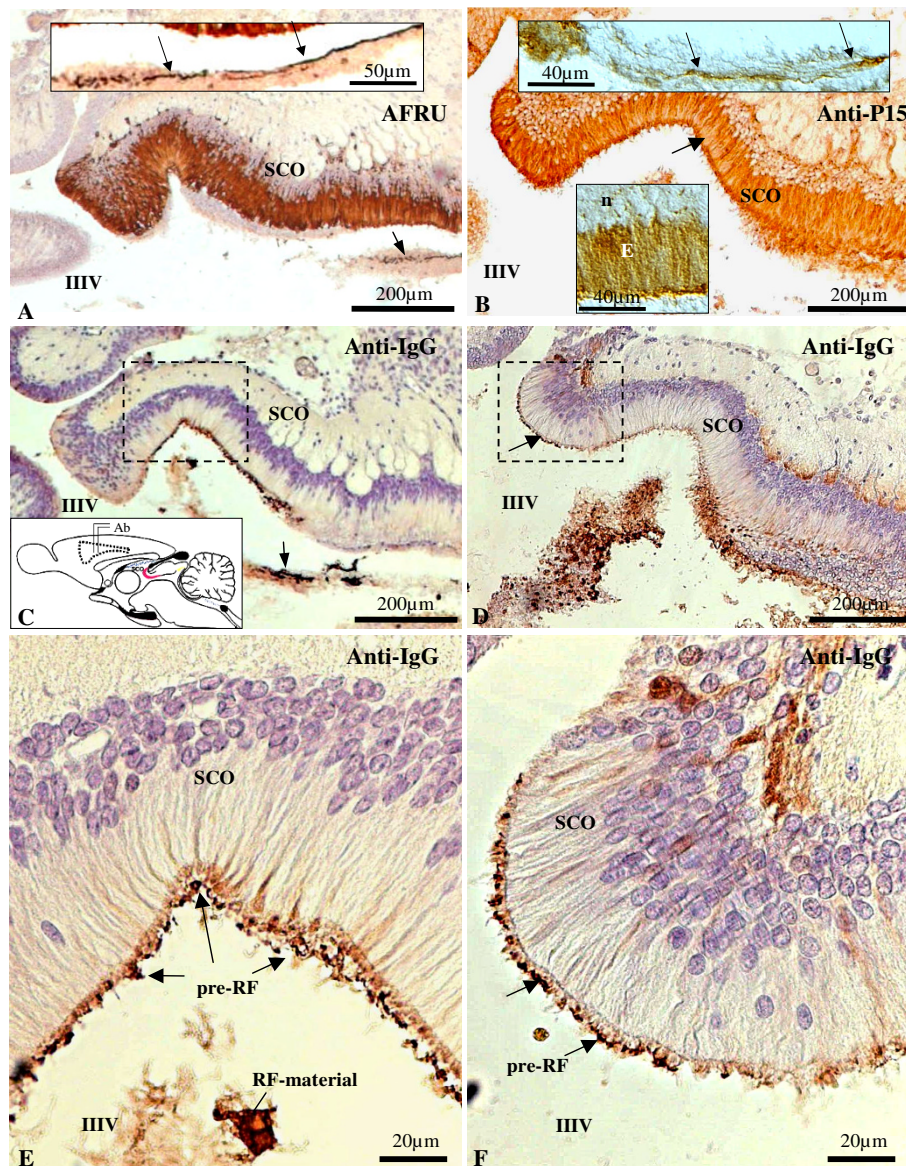 50µm
AFRU
SCO
IIIV
A
200µm
40µm
Anti-P15
SCO
n
E
40µm
IIIV
B
200µm
Anti-IgG
SCO
IIIV
Ab
C
200µm
Anti-IgG
SCO
IIIV
D
200µm
Anti-IgG
SCO
pre-RF
RF-material
IIIV
E
20µm
Anti-IgG
SCO
pre-RF
IIIV
F
20µm